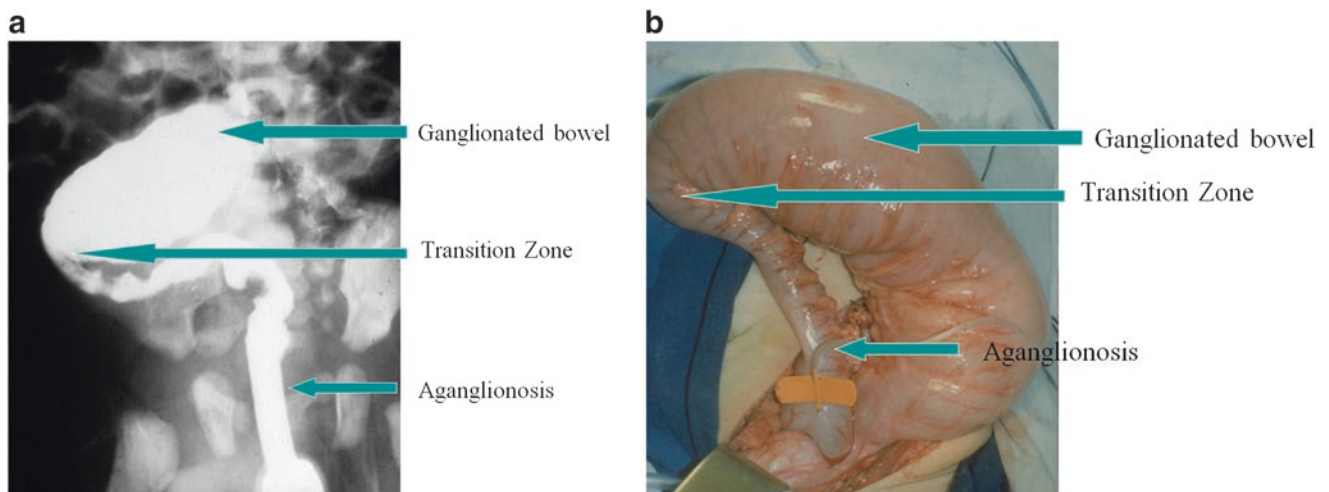 a
Ganglionated bowel
Transition Zone
Aganglionosis
b
Ganglionated bowel
Transition Zone
Aganglionosis